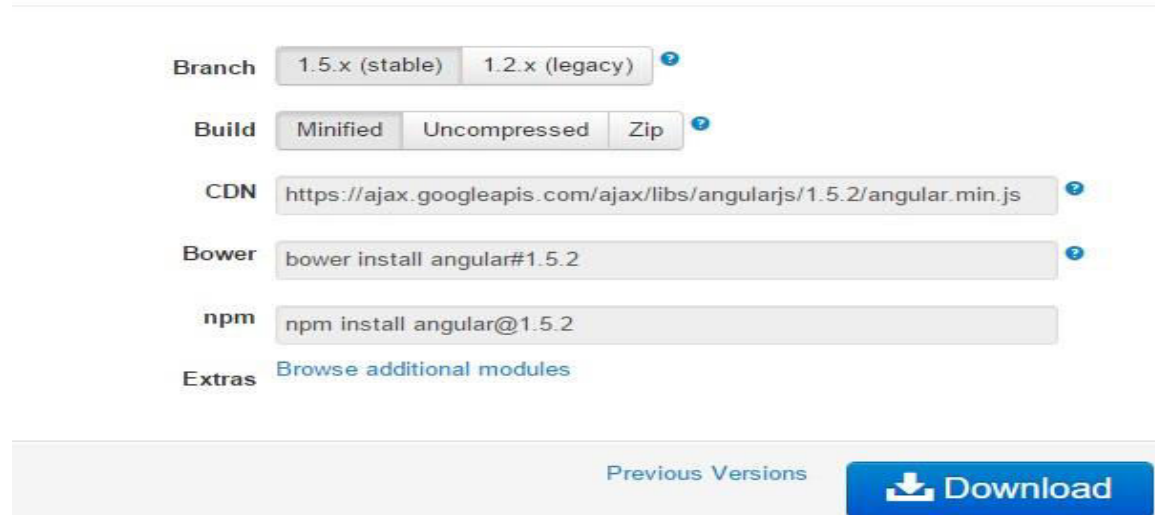 Branch 1.5.x (stable) 1.2.x (legacy) ?
Build Minified Uncompressed Zip ?
CDN https://ajax.googleapis.com/ajax/libs/angularjs/1.5.2/angular.min.js ?
Bower bower install angular#1.5.2 ?
npm npm install angular@1.5.2
Extras Browse additional modules
Previous Versions Download